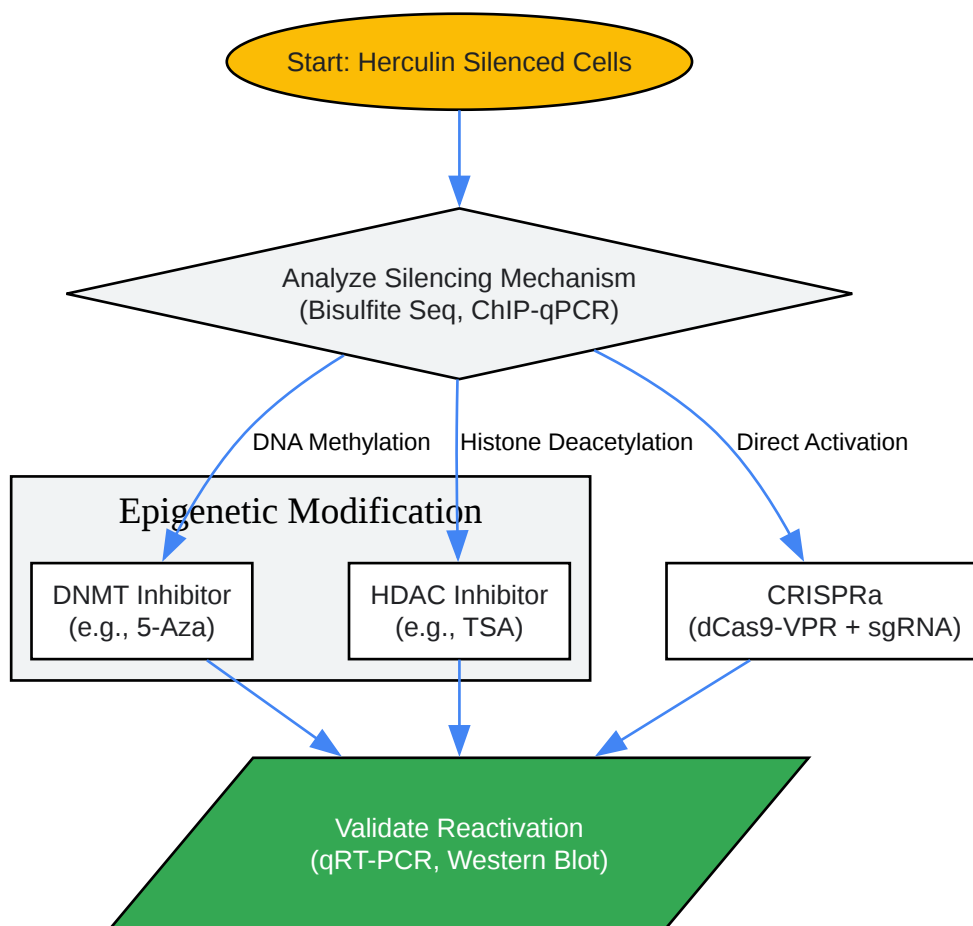 Start: Herculin Silenced Cells
Analyze Silencing Mechanism
(Bisulfite Seq, ChIP-qPCR)
DNA Methylation
Histone Deacetylation
Direct Activation
Epigenetic Modification
DNMT Inhibitor
(e.g., 5-Aza)
HDAC Inhibitor
(e.g., TSA)
CRISPRa
(dCas9-VPR + sgRNA)
Validate Reactivation
(qRT-PCR, Western Blot)